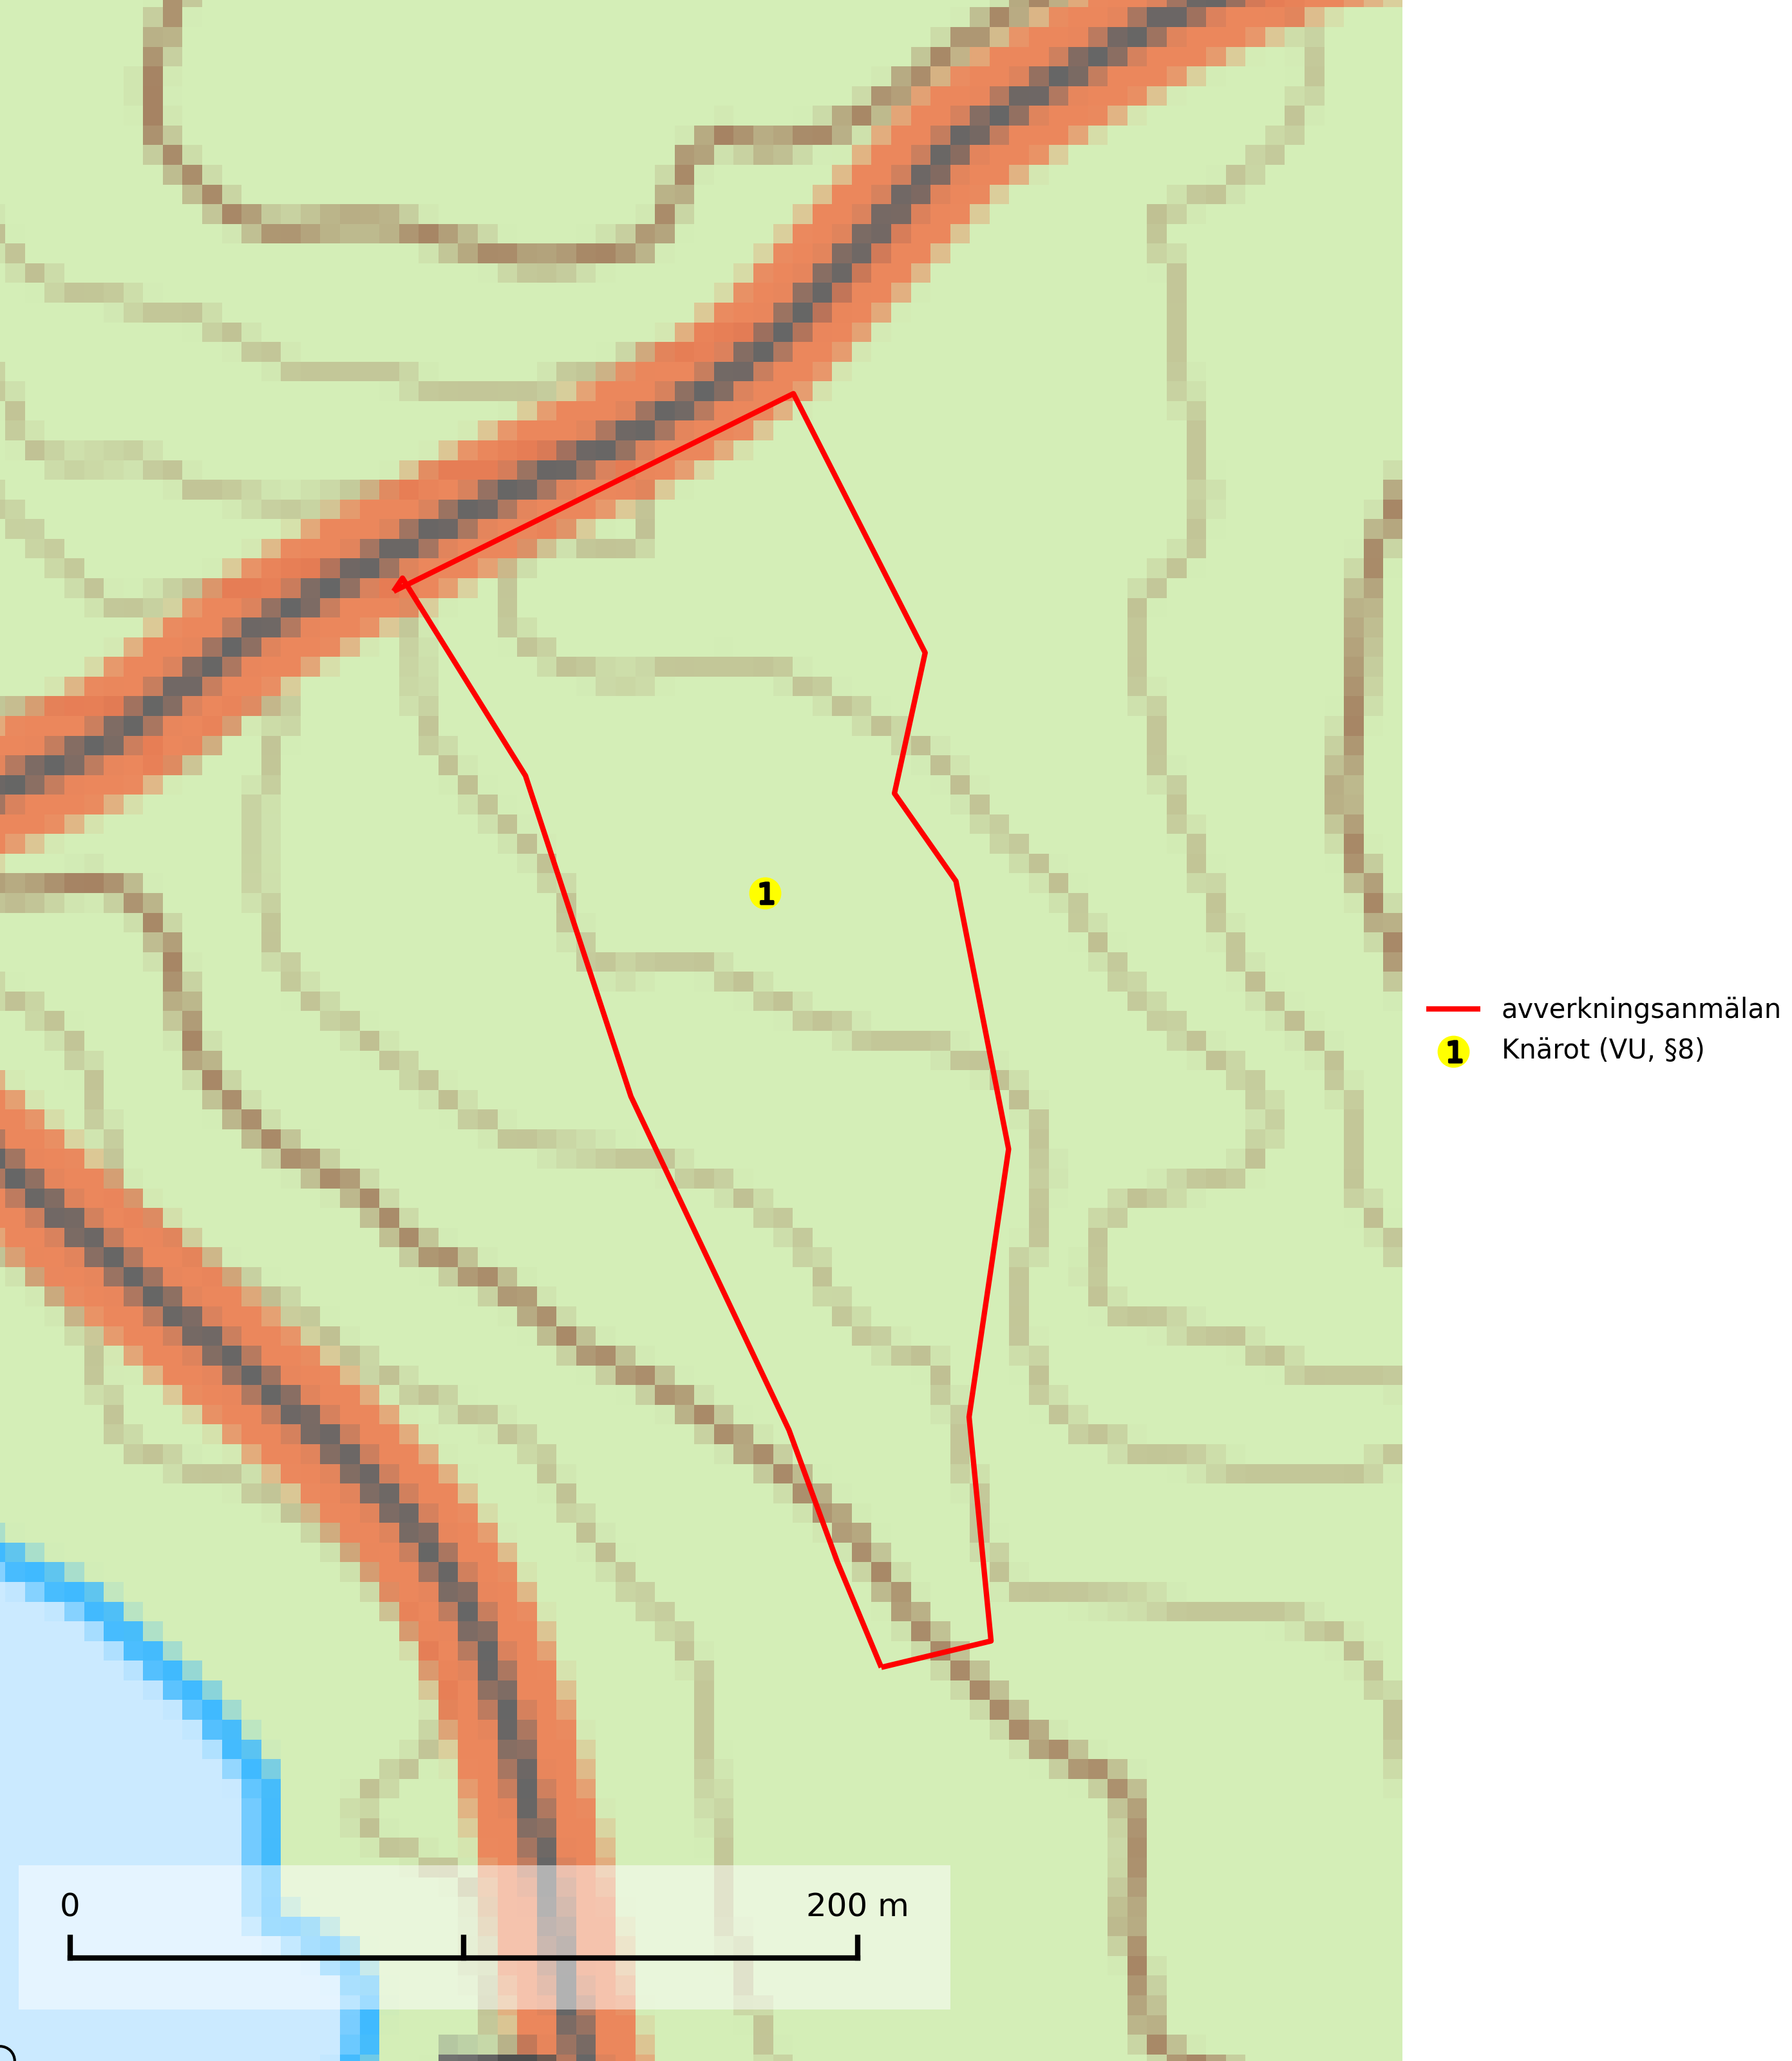 1
avverkningsanmälan
1 Knärot (VU, §8)
0 200 m